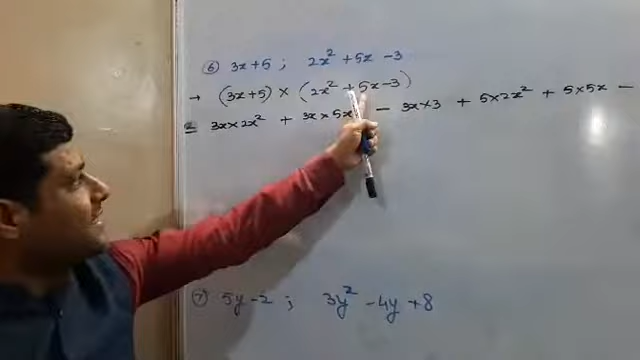 ⑥ 3x+5 ; 2x² +5x -3
→ (3x+5) × (2x² +5x-3)
= 3x×2x² + 3x×5x - 3x×3 + 5×2x² + 5×5x -
⑦ 5y-2 ; 3y² -4y +8